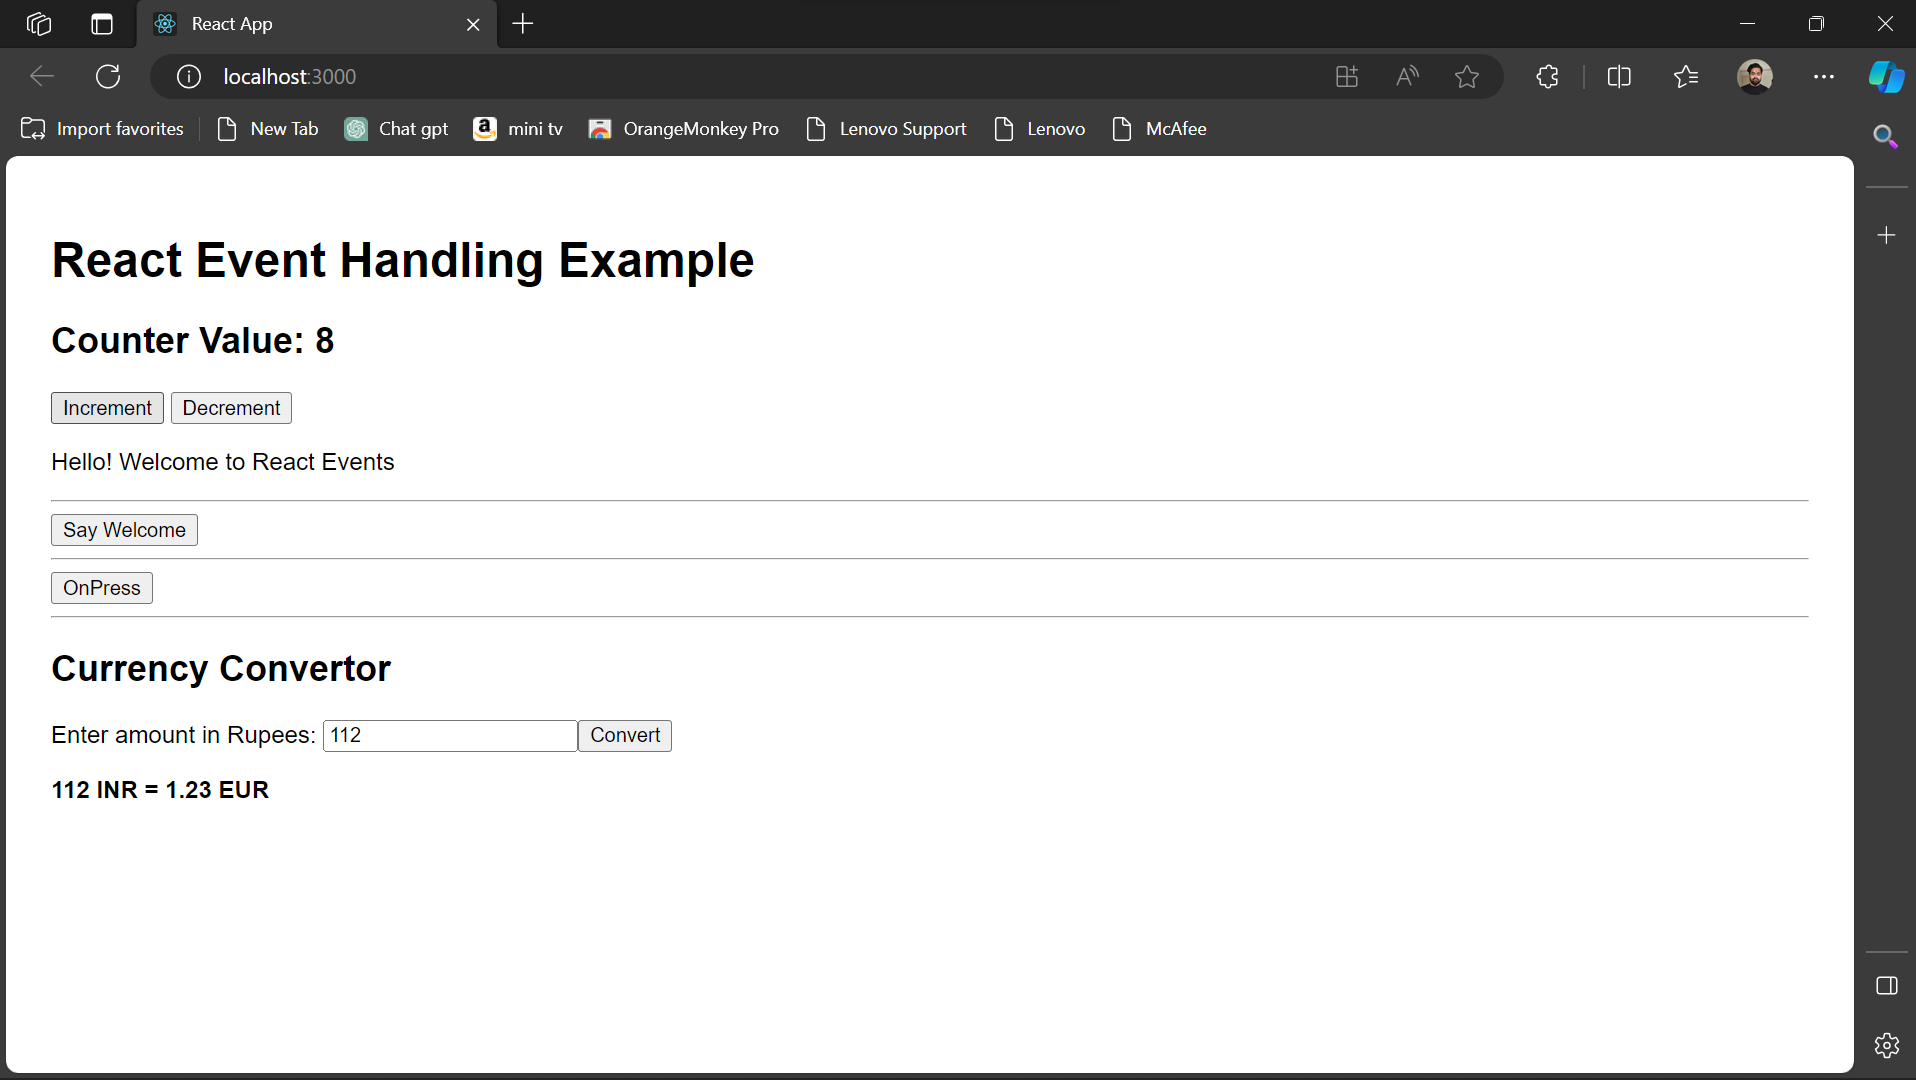 React App
localhost:3000
Import favorites New Tab Chat gpt mini tv OrangeMonkey Pro Lenovo Support Lenovo McAfee
React Event Handling Example
Counter Value: 8
Increment Decrement
Hello! Welcome to React Events
Say Welcome
OnPress
Currency Convertor
Enter amount in Rupees: 112 Convert
112 INR = 1.23 EUR